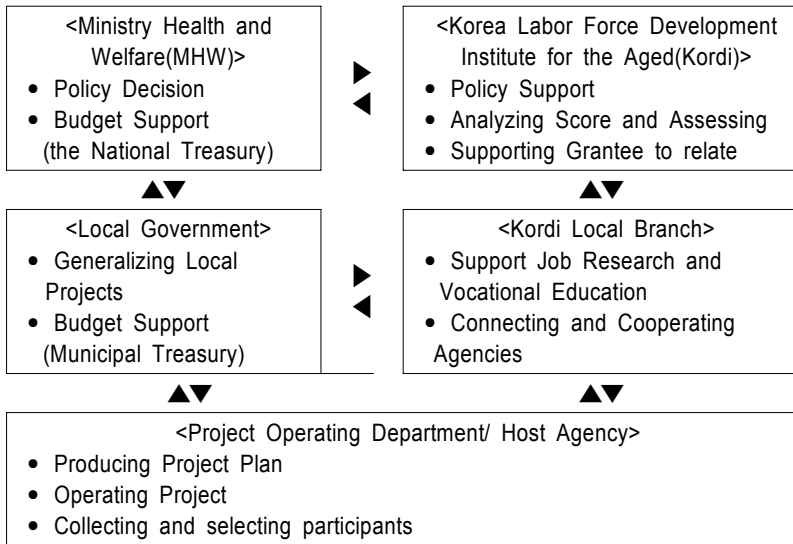 <Ministry Health and
Welfare(MHW)>
• Policy Decision
• Budget Support
(the National Treasury)
<Korea Labor Force Development
Institute for the Aged(Kordi)>
• Policy Support
• Analyzing Score and Assessing
• Supporting Grantee to relate
<Local Government>
• Generalizing Local
Projects
• Budget Support
(Municipal Treasury)
<Kordi Local Branch>
• Support Job Research and
Vocational Education
• Connecting and Cooperating
Agencies
<Project Operating Department/ Host Agency>
• Producing Project Plan
• Operating Project
• Collecting and selecting participants